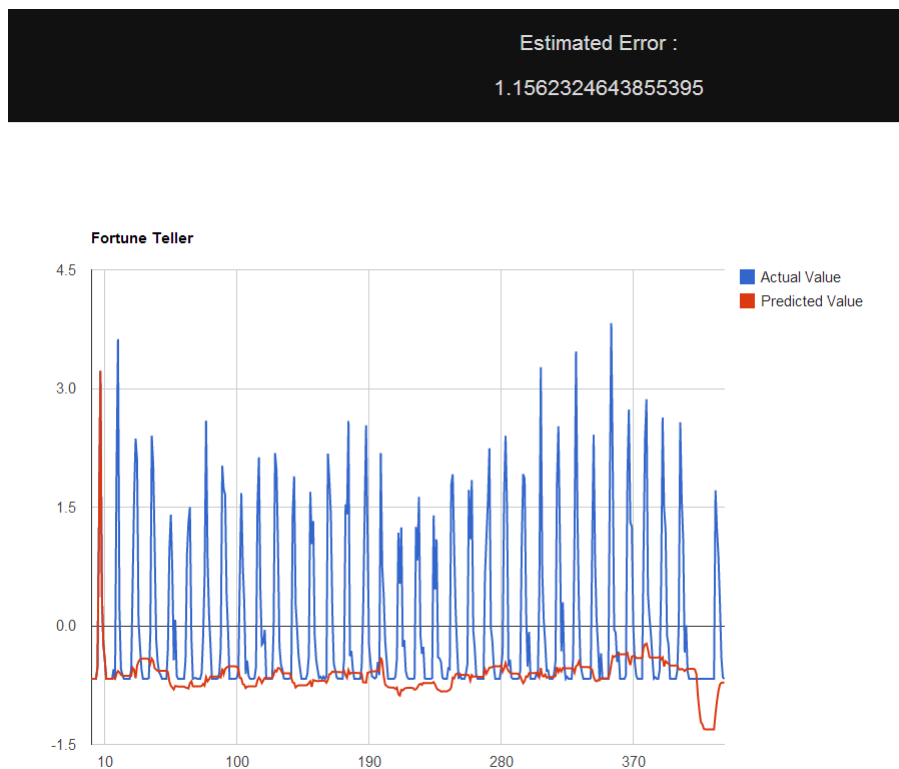 Estimated Error :
1.1562324643855395
Fortune Teller
4.5
Actual Value
Predicted Value
3.0
1.5
0.0
-1.5
10 100 190 280 370